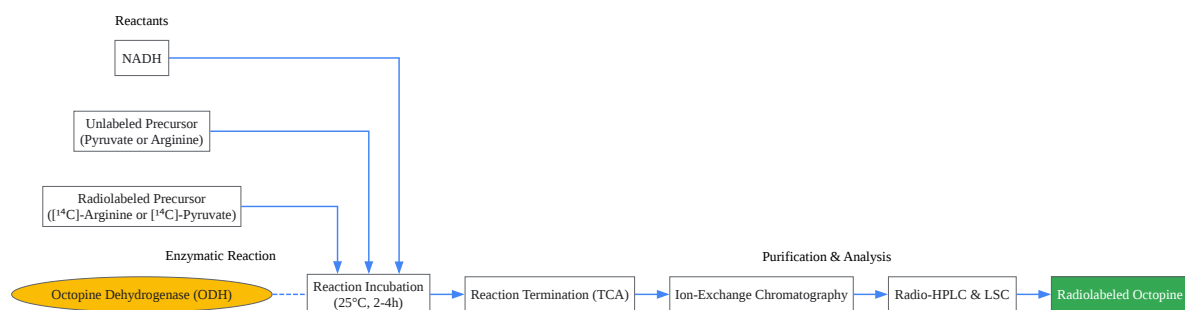 Reactants
NADH
Unlabeled Precursor
(Pyruvate or Arginine)
Radiolabeled Precursor
([¹⁴C]-Arginine or [¹⁴C]-Pyruvate)
Enzymatic Reaction
Purification & Analysis
Octopine Dehydrogenase (ODH)
Reaction Incubation
(25°C, 2-4h)
Reaction Termination (TCA)
Ion-Exchange Chromatography
Radio-HPLC & LSC
Radiolabeled Octopine